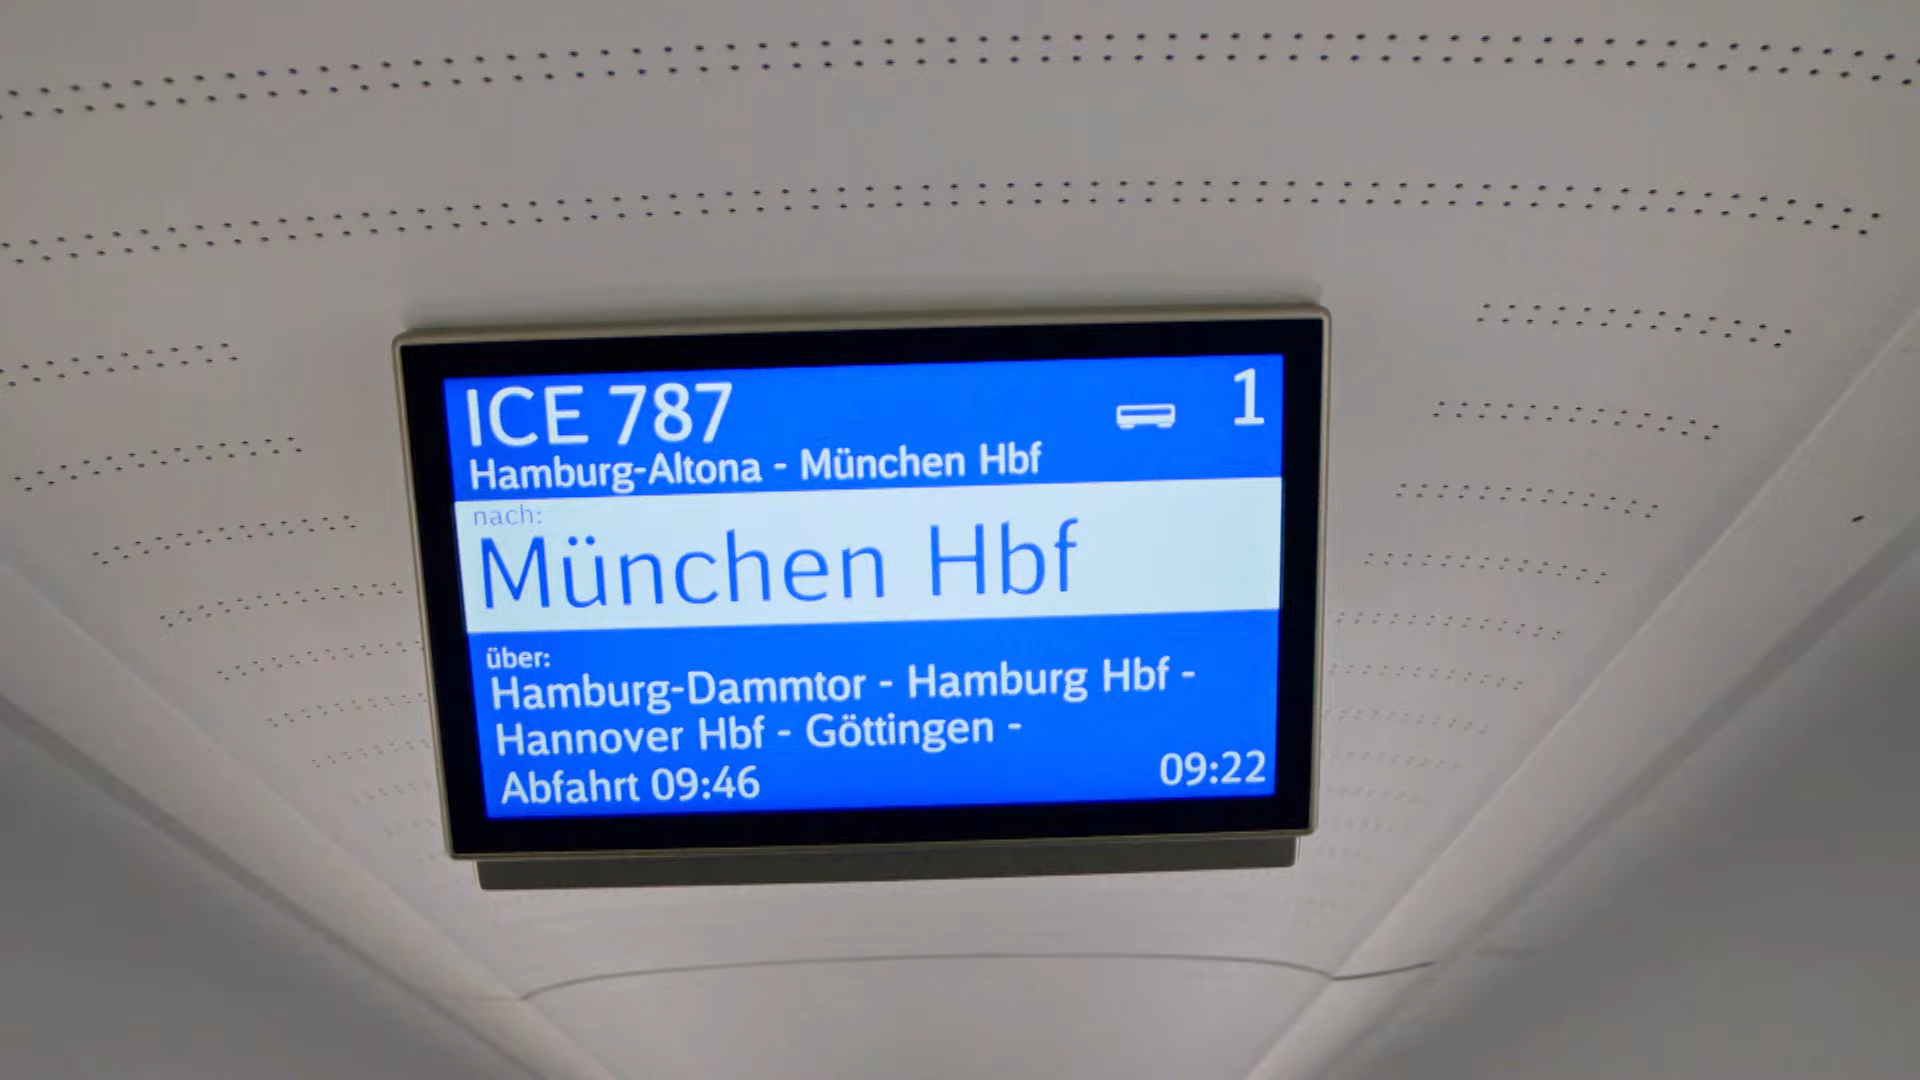 ICE 787
1
Hamburg-Altona - München Hbf
nach:
München Hbf
über:
Hamburg-Dammtor - Hamburg Hbf -
Hannover Hbf - Göttingen -
Abfahrt 09:46
09:22